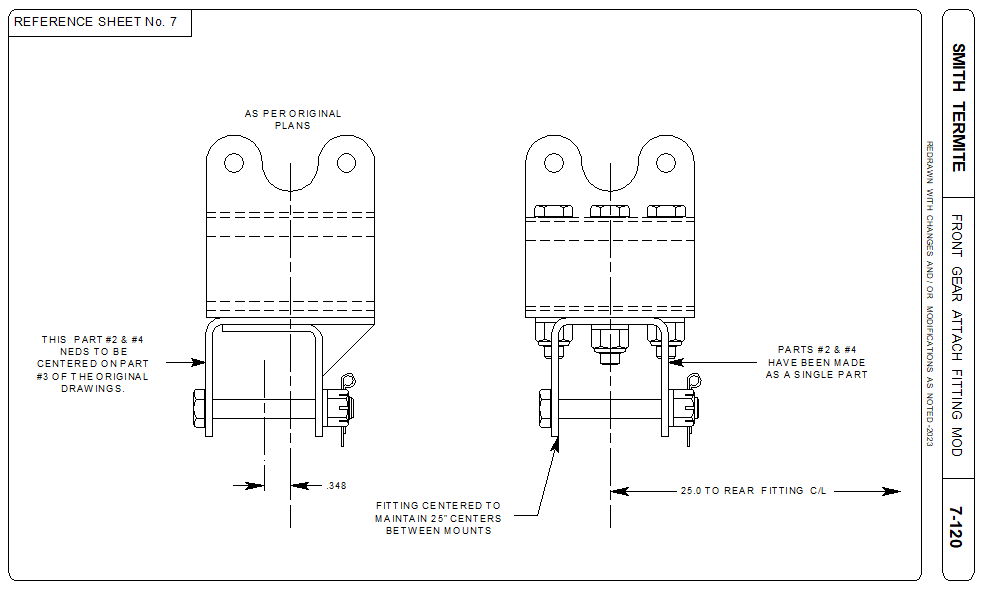 REFERENCE SHEET No. 7
AS PER ORIGINAL
PLANS
THIS PART #2 & #4
NEDS TO BE
CENTERED ON PART
#3 OF THE ORIGINAL
DRAWINGS.
.348
PARTS #2 & #4
HAVE BEEN MADE
AS A SINGLE PART
FITTING CENTERED TO
MAINTAIN 25" CENTERS
BETWEEN MOUNTS
25.0 TO REAR FITTING C/L
REDRAWN WITH CHANGES AND/OR MODIFICATIONS AS NOTED -2023
SMITH TERMITE
FRONT GEAR ATTACH FITTING MOD
7-120